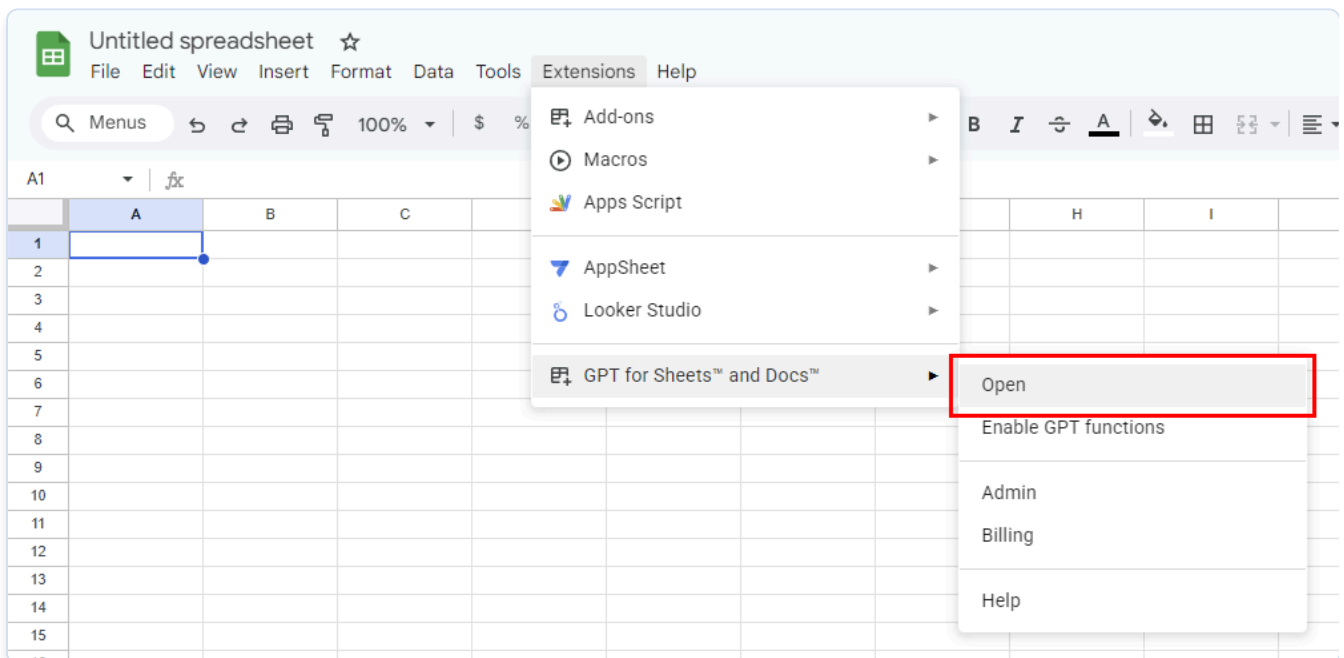 Untitled spreadsheet
File Edit View Insert Format Data Tools Extensions Help
Menus 100% $ % B I A
A1 fx
A B C H I
1
2
3
4
5
6
7
8
9
10
11
12
13
14
15
Add-ons
Macros
Apps Script
AppSheet
Looker Studio
GPT for Sheets™ and Docs™
Open
Enable GPT functions
Admin
Billing
Help